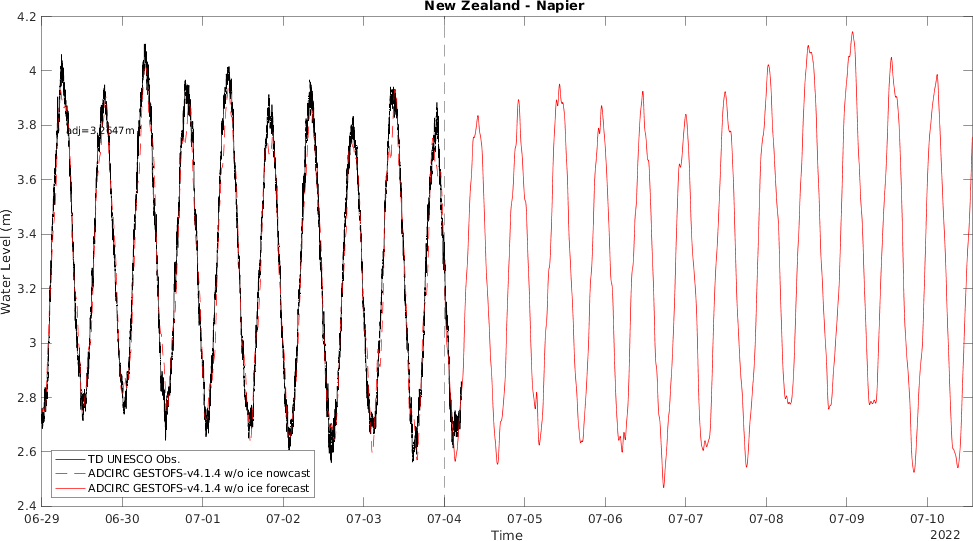 New Zealand - Napier
4.2
4
3.8
3.6
3.4
3.2
3
2.8
2.6
2.4
Water Level (m)
adj=3.2647m
TD UNESCO Obs.
ADCIRC GESTOFS-v4.1.4 w/o ice nowcast
ADCIRC GESTOFS-v4.1.4 w/o ice forecast
06-29 06-30 07-01 07-02 07-03 07-04 07-05 07-06 07-07 07-08 07-09 07-10
Time
2022